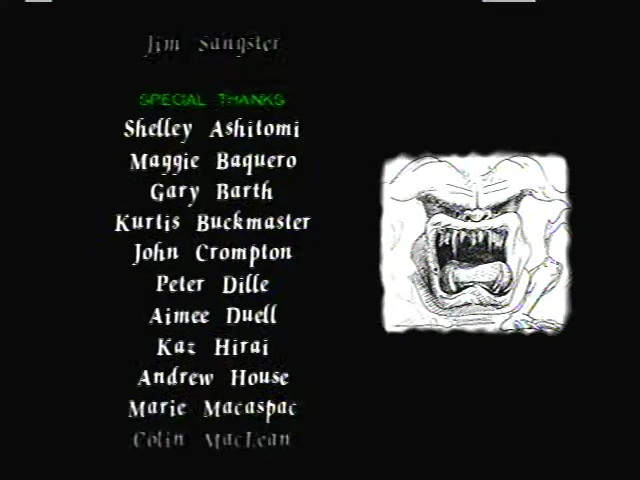 Jim Sangster
SPECIAL THANKS
Shelley Ashitomi
Maggie Baquero
Gary Barth
Kurtis Buckmaster
John Crompton
Peter Dille
Aimee Duell
Kaz Hirai
Andrew House
Marie Macaspac
Colin MacLean